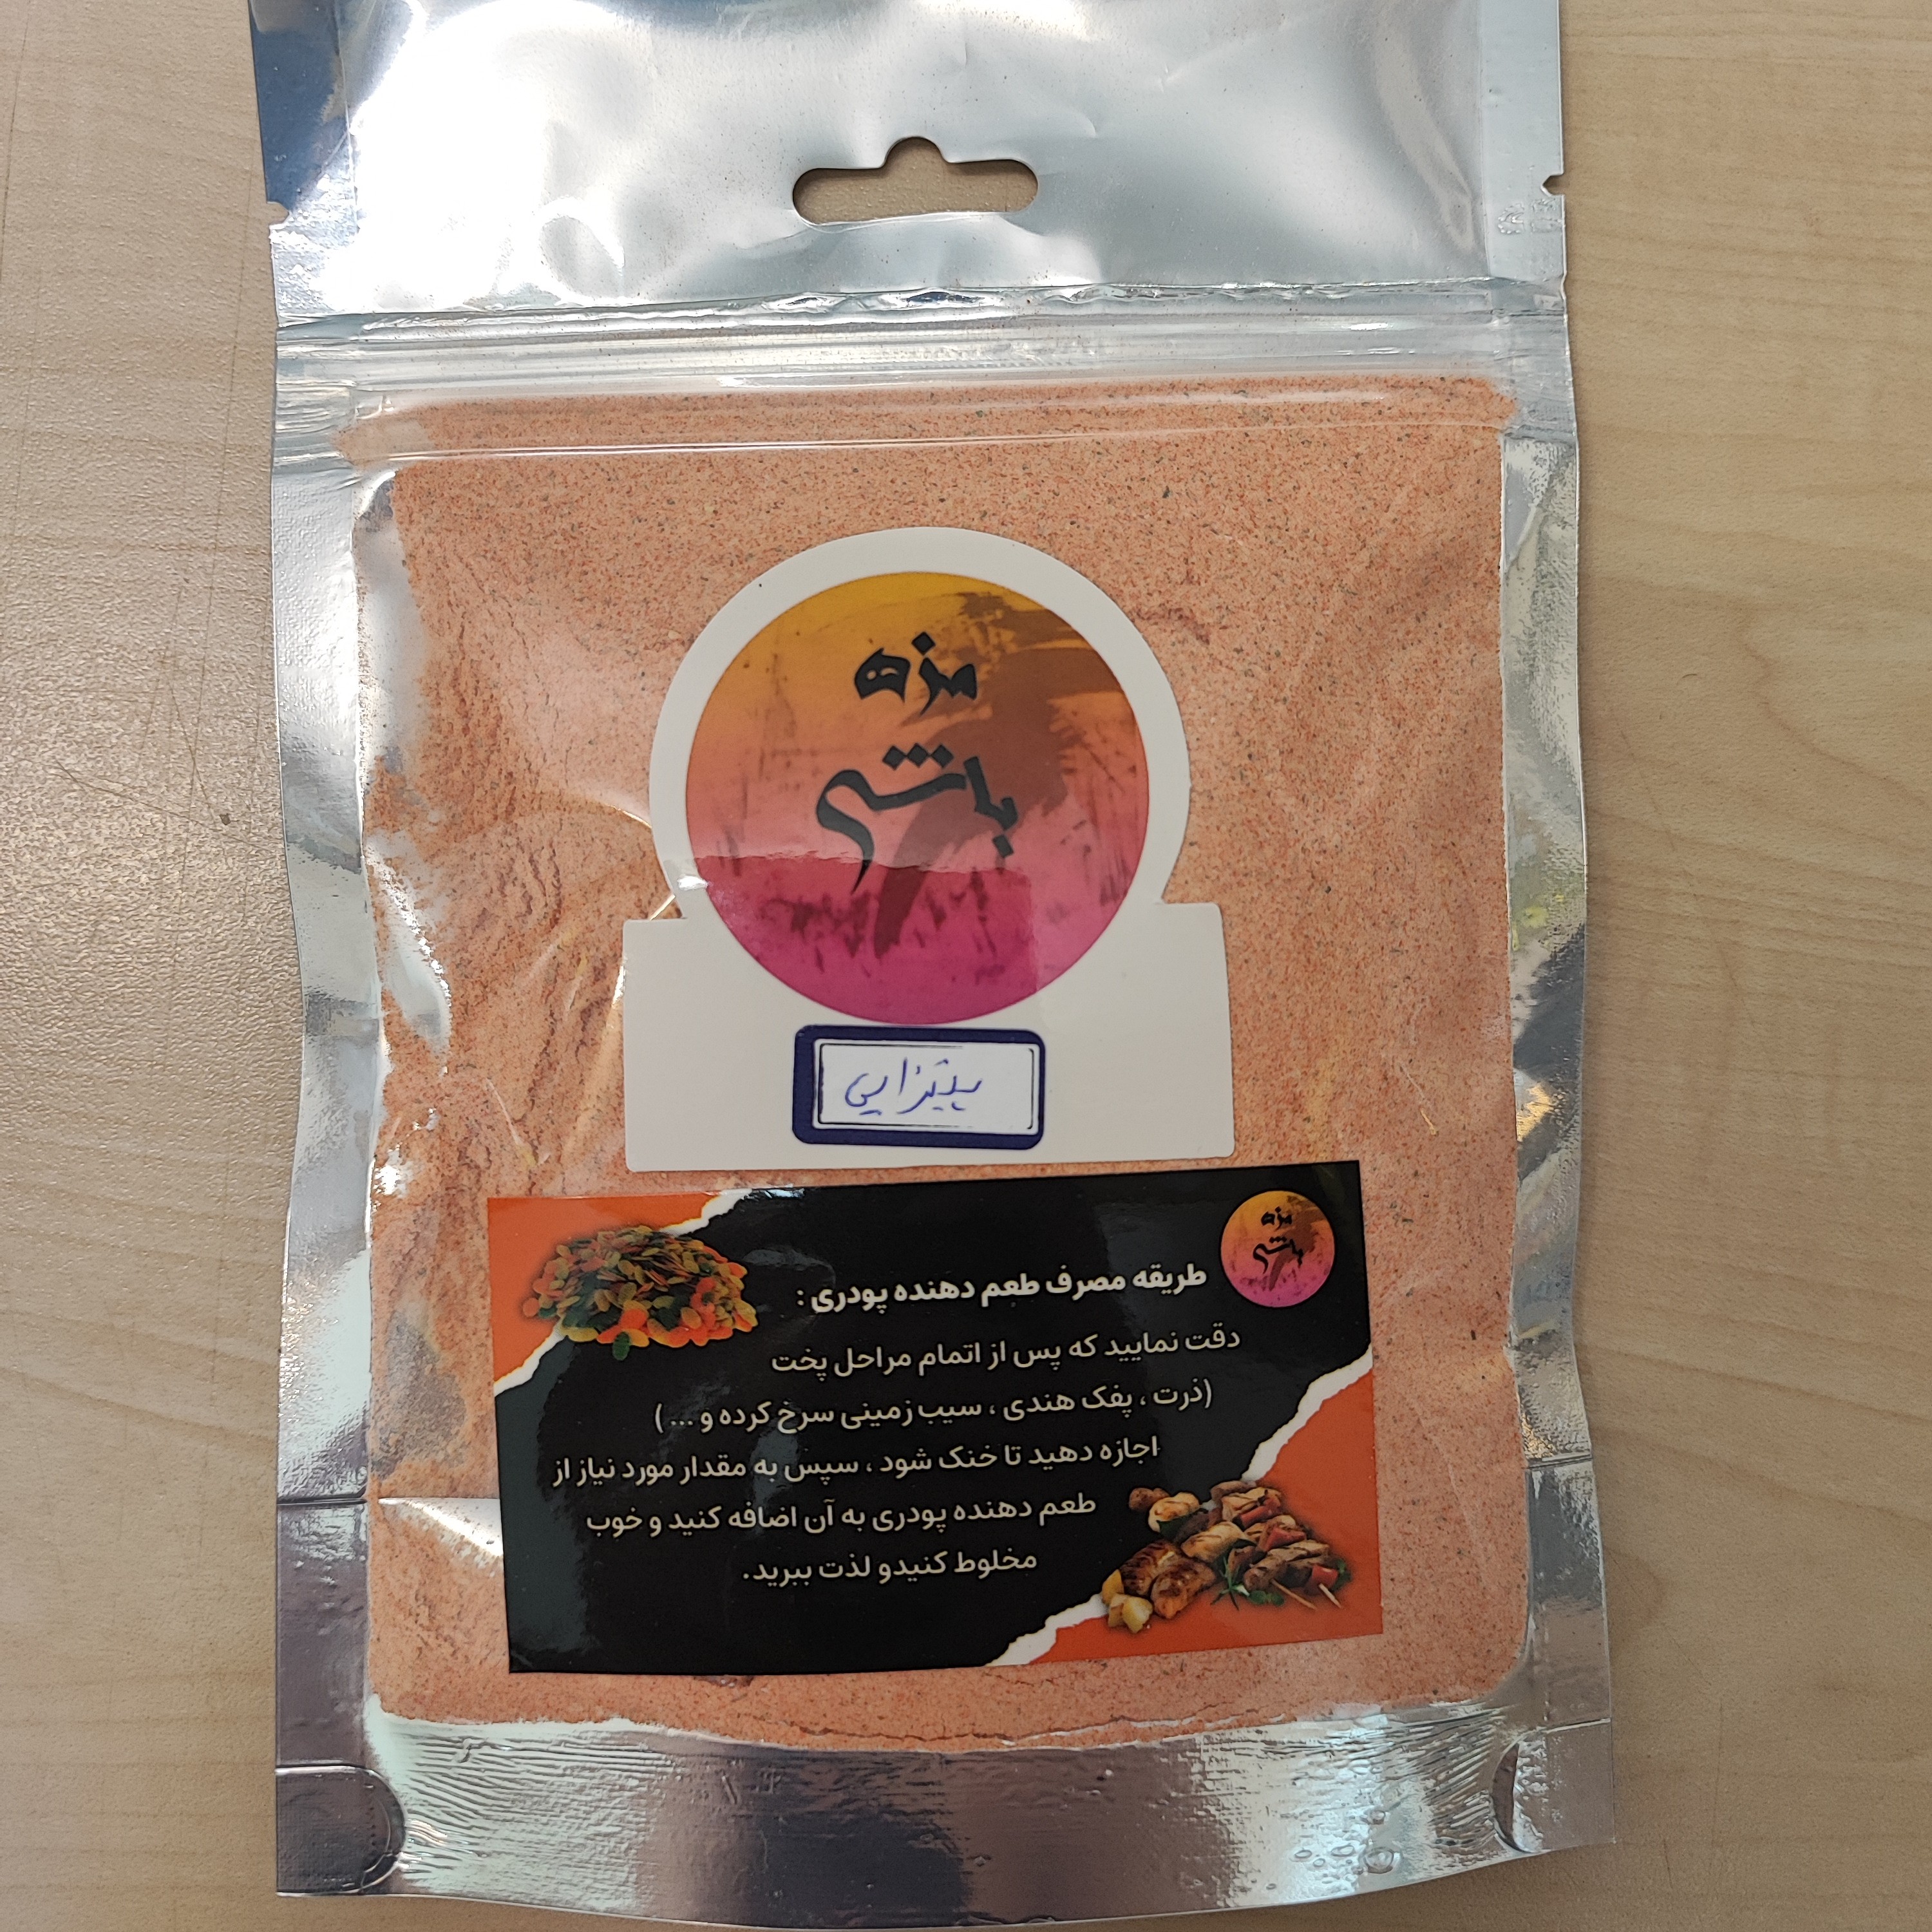 مزه
باشی
پیتزایی
مزه
باشی
طریقه مصرف طعم دهنده پودری :
دقت نمایید که پس از اتمام مراحل پخت
(ذرت ، پفک هندی ، سیب زمینی سرخ کرده و ... )
اجازه دهید تا خنک شود ، سپس به مقدار مورد نیاز از
طعم دهنده پودری به آن اضافه کنید و خوب
مخلوط کنیدو لذت ببرید.